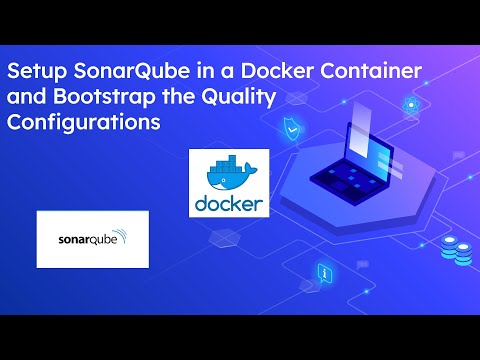 Setup SonarQube in a Docker Container
and Bootstrap the Quality
Configurations
docker
sonarqube